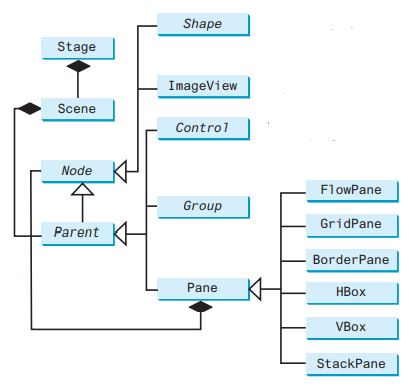 Shape
Stage
ImageView
Scene
Control
Node
FlowPane
Group
GridPane
Parent
BorderPane
Pane
HBox
VBox
StackPane